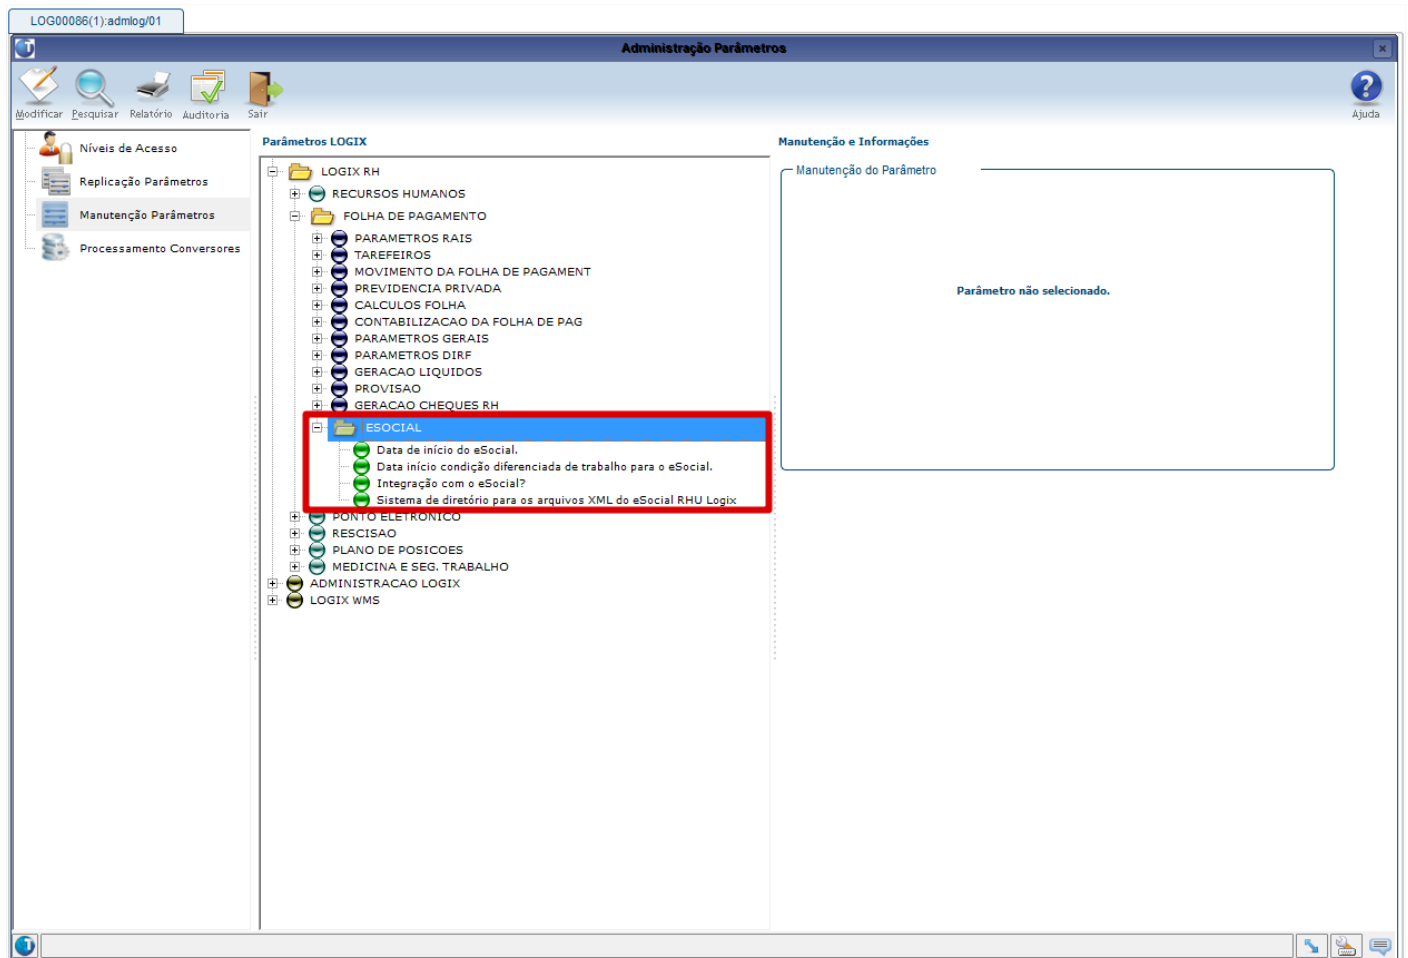 LOG00086(1):admlog/01
Administração Parâmetros
Modificar Pesquisar Relatório Auditoria Sair Ajuda
Níveis de Acesso
Replicação Parâmetros
Manutenção Parâmetros
Processamento Conversores
Parâmetros LOGIX
LOGIX RH
RECURSOS HUMANOS
FOLHA DE PAGAMENTO
PARAMETROS RAIS
TAREFEIROS
MOVIMENTO DA FOLHA DE PAGAMENT
PREVIDENCIA PRIVADA
CALCULOS FOLHA
CONTABILIZACAO DA FOLHA DE PAG
PARAMETROS GERAIS
PARAMETROS DIRF
GERACAO LIQUIDOS
PROVISAO
GERACAO CHEQUES RH
ESOCIAL
Data de início do eSocial.
Data início condição diferenciada de trabalho para o eSocial.
Integração com o eSocial?
Sistema de diretório para os arquivos XML do eSocial RHU Logix
PONTO ELETRONICO
RESCISAO
PLANO DE POSICOES
MEDICINA E SEG. TRABALHO
ADMINISTRACAO LOGIX
LOGIX WMS
Manutenção e Informações
Manutenção do Parâmetro
Parâmetro não selecionado.